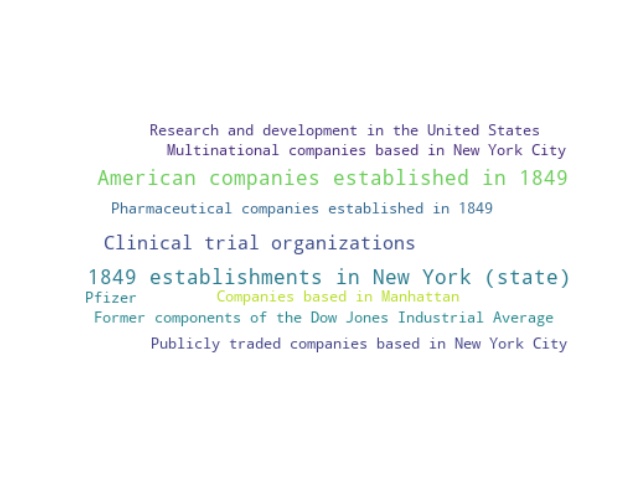 Research and development in the United States
Multinational companies based in New York City
American companies established in 1849
Pharmaceutical companies established in 1849
Clinical trial organizations
1849 establishments in New York (state)
Pfizer Companies based in Manhattan
Former components of the Dow Jones Industrial Average
Publicly traded companies based in New York City